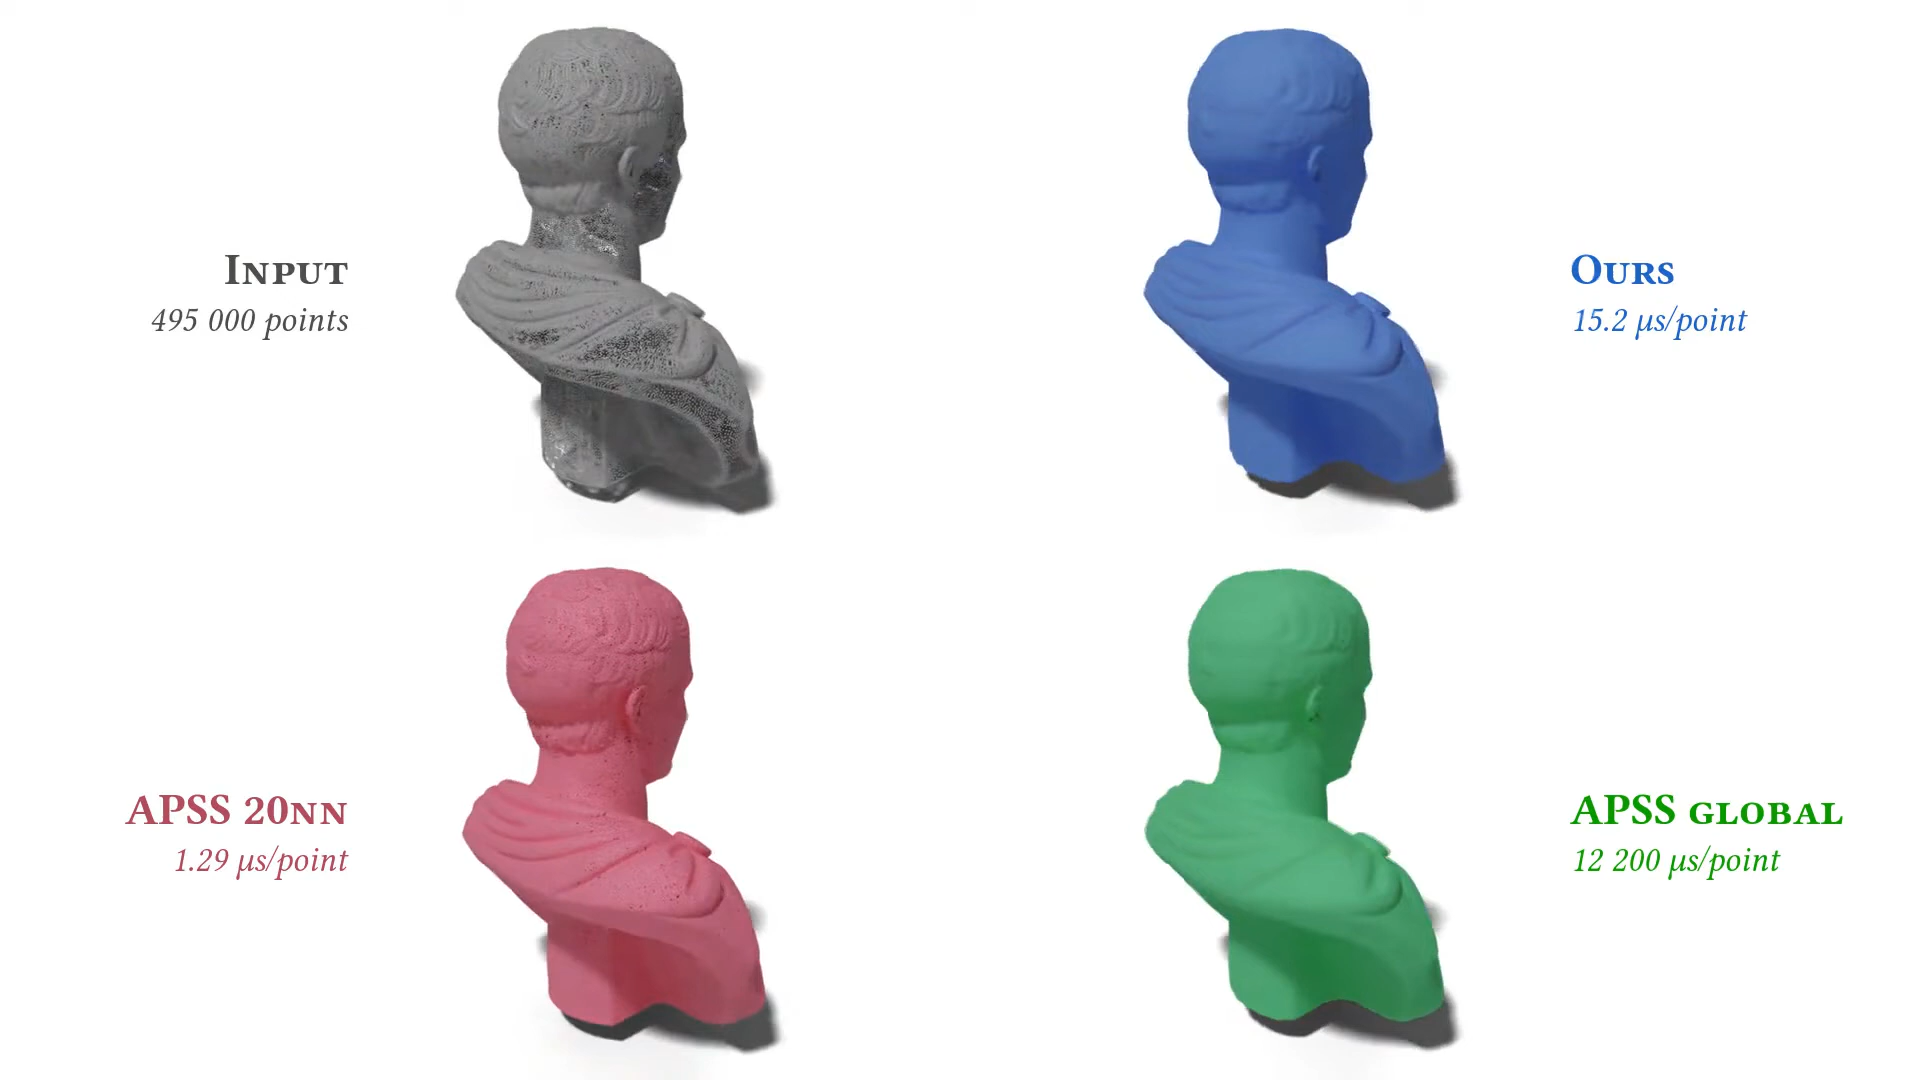 Input
495 000 points
Ours
15.2 µs/point
APSS 20nn
1.29 µs/point
APSS global
12 200 µs/point